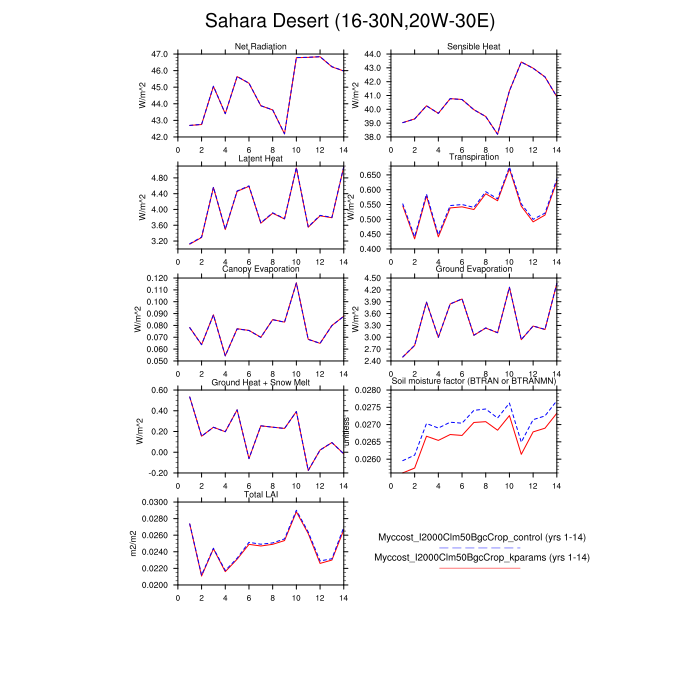 Sahara Desert (16-30N,20W-30E)
Net Radiation
47.0
46.0
45.0
44.0
43.0
42.0
W/m^2
0 2 4 6 8 10 12 14
Sensible Heat
44.0
43.0
42.0
41.0
40.0
39.0
38.0
W/m^2
0 2 4 6 8 10 12 14
Latent Heat
4.80
4.40
4.00
3.60
3.20
W/m^2
0 2 4 6 8 10 12 14
Transpiration
0.650
0.600
0.550
0.500
0.450
0.400
W/m^2
0 2 4 6 8 10 12 14
Canopy Evaporation
0.120
0.110
0.100
0.090
0.080
0.070
0.060
0.050
W/m^2
0 2 4 6 8 10 12 14
Ground Evaporation
4.50
4.20
3.90
3.60
3.30
3.00
2.70
2.40
W/m^2
0 2 4 6 8 10 12 14
Ground Heat + Snow Melt
0.60
0.40
0.20
0.00
-0.20
W/m^2
0 2 4 6 8 10 12 14
Soil moisture factor (BTRAN or BTRANMN)
0.0280
0.0275
0.0270
0.0265
0.0260
unitless
0 2 4 6 8 10 12 14
Total LAI
0.0300
0.0280
0.0260
0.0240
0.0220
0.0200
m2/m2
0 2 4 6 8 10 12 14
Myccost_I2000Clm50BgcCrop_control (yrs 1-14)
Myccost_I2000Clm50BgcCrop_kparams (yrs 1-14)